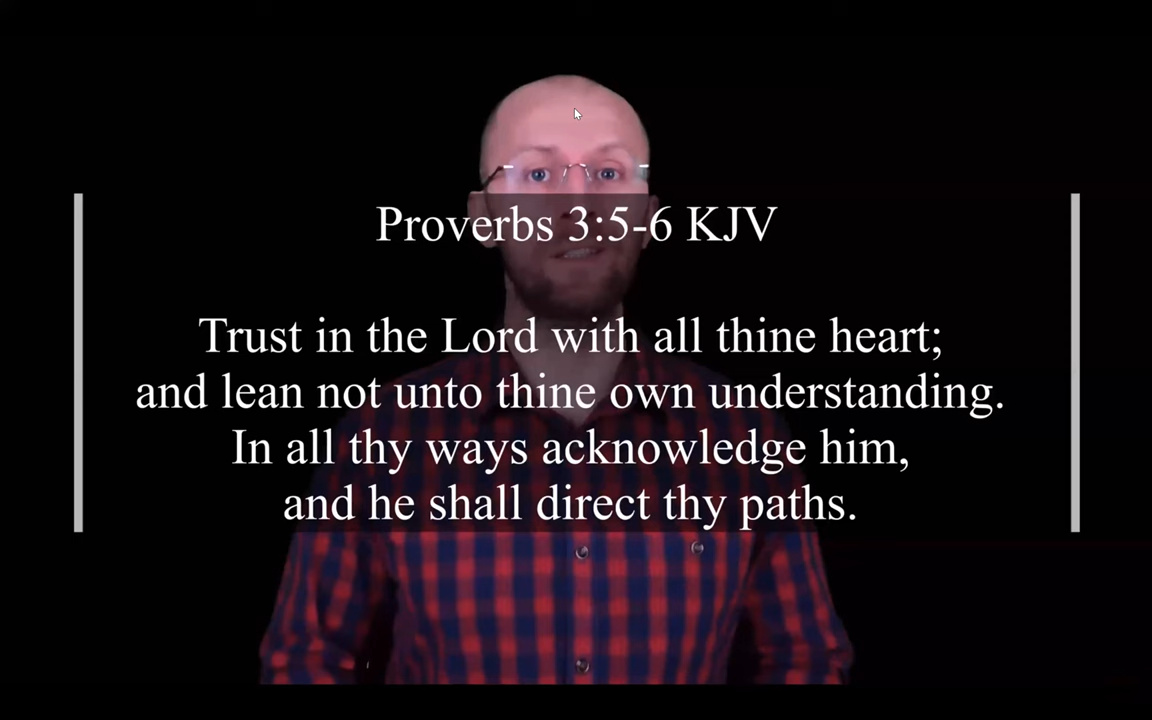 Proverbs 3:5-6 KJV
Trust in the Lord with all thine heart;
and lean not unto thine own understanding.
In all thy ways acknowledge him,
and he shall direct thy paths.